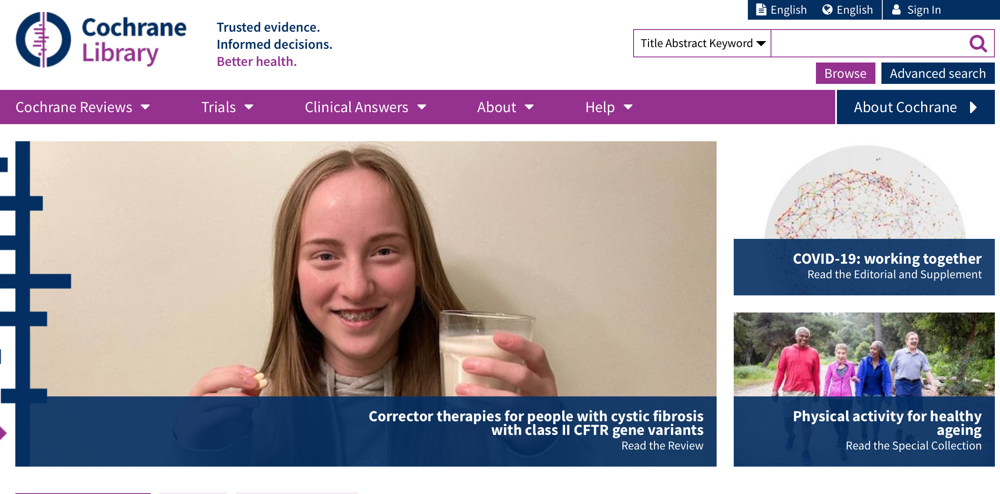 English
English
Sign In
Cochrane
Library
Trusted evidence.
Informed decisions.
Better health.
Title Abstract Keyword
Browse
Advanced search
Cochrane Reviews
Trials
Clinical Answers
About
Help
About Cochrane
Corrector therapies for people with cystic fibrosis
with class II CFTR gene variants
Read the Review
COVID-19: working together
Read the Editorial and Supplement
Physical activity for healthy
ageing
Read the Special Collection